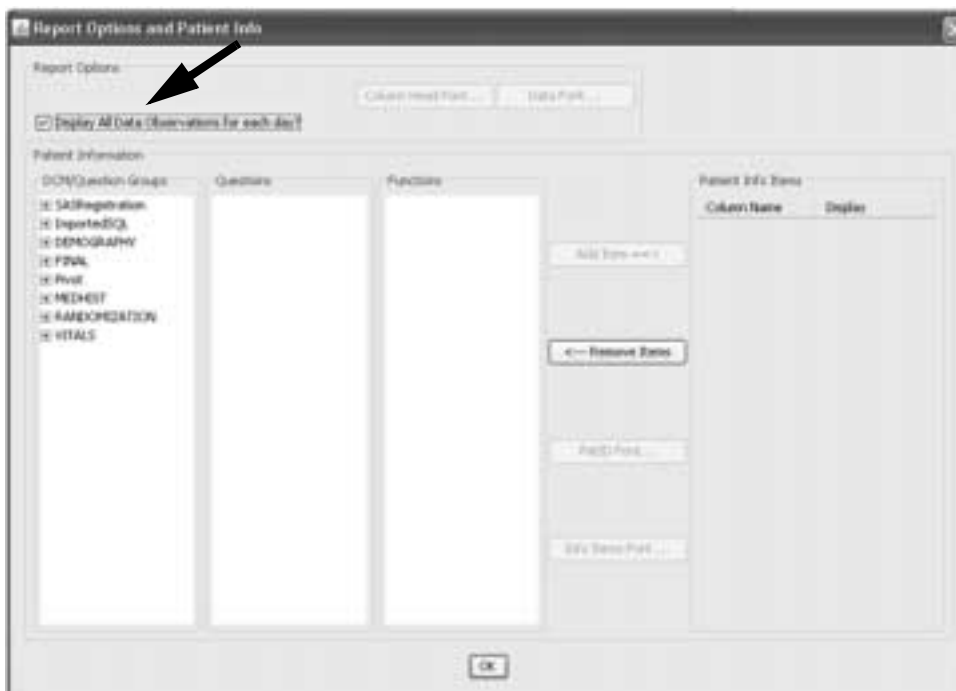 Report Options and Patient Info
Report Options
Column Head Font ... Data Font ...
Display All Data Observations for each day?
Patient Information
DCM/Question Groups Questions Functions Patient Info Items
Column Name Display
SASRegistration
ImportedSQL
DEMOGRAPHY
FINAL
Pivot
MEDHIST
RANDOMIZATION
VITALS
Add Item ==>
<-- Remove Items
PatID Font ...
Info Items Font ...
OK